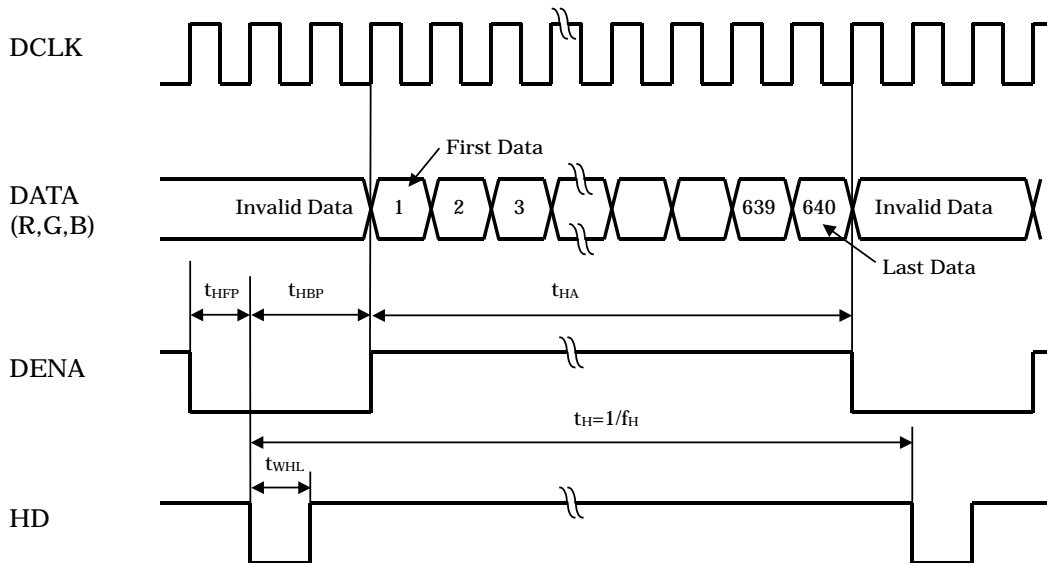 DCLK
First Data
DATA
(R,G,B)
Invalid Data 1 2 3 639 640 Invalid Data
Last Data
tHFP tHBP tHA
DENA
tH=1/fH
tWHL
HD